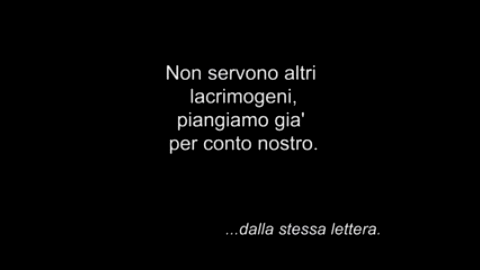 Non servono altri
lacrimogeni,
piangiamo gia'
per conto nostro.
...dalla stessa lettera.